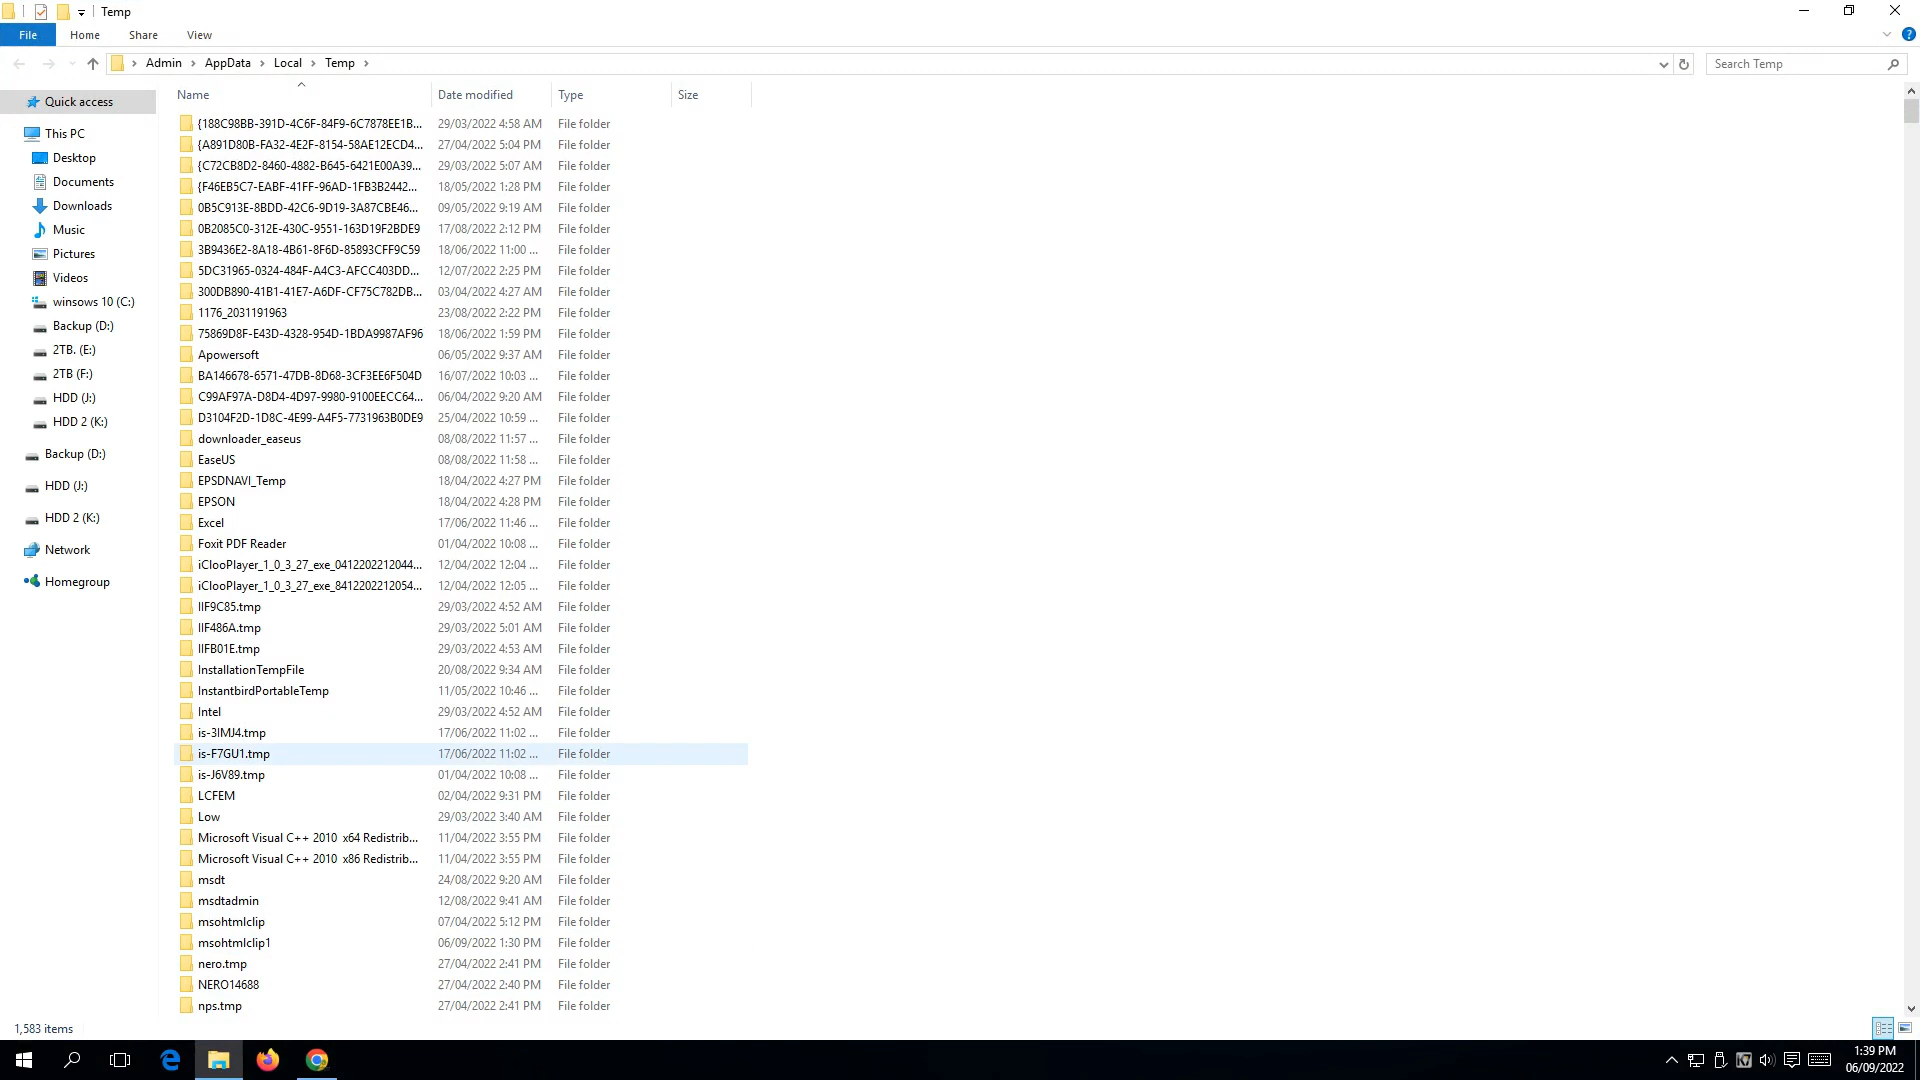 Temp
File Home Share View
Admin AppData Local Temp
Search Temp
Name Date modified Type Size
Quick access
This PC
Desktop
Documents
Downloads
Music
Pictures
Videos
winsows 10 (C:)
Backup (D:)
2TB. (E:)
2TB (F:)
HDD (J:)
HDD 2 (K:)
Backup (D:)
HDD (J:)
HDD 2 (K:)
Network
Homegroup
{188C98BB-391D-4C6F-84F9-6C7878EE1B... 29/03/2022 4:58 AM File folder
{A891D80B-FA32-4E2F-8154-58AE12ECD4... 27/04/2022 5:04 PM File folder
{C72CB8D2-8460-4882-B645-6421E00A39... 29/03/2022 5:07 AM File folder
{F46EB5C7-EABF-41FF-96AD-1FB3B2442... 18/05/2022 1:28 PM File folder
0B5C913E-8BDD-42C6-9D19-3A87CBE46... 09/05/2022 9:19 AM File folder
0B2085C0-312E-430C-9551-163D19F2BDE9 17/08/2022 2:12 PM File folder
3B9436E2-8A18-4B61-8F6D-85893CFF9C59 18/06/2022 11:00 ... File folder
5DC31965-0324-484F-A4C3-AFCC403DD... 12/07/2022 2:25 PM File folder
300DB890-41B1-41E7-A6DF-CF75C782DB... 03/04/2022 4:27 AM File folder
1176_2031191963 23/08/2022 2:22 PM File folder
75869D8F-E43D-4328-954D-1BDA9987AF96 18/06/2022 1:59 PM File folder
Apowersoft 06/05/2022 9:37 AM File folder
BA146678-6571-47DB-8D68-3CF3EE6F504D 16/07/2022 10:03 ... File folder
C99AF97A-D8D4-4D97-9980-9100EECC64... 06/04/2022 9:20 AM File folder
D3104F2D-1D8C-4E99-A4F5-7731963B0DE9 25/04/2022 10:59 ... File folder
downloader_easeus 08/08/2022 11:57 ... File folder
EaseUS 08/08/2022 11:58 ... File folder
EPSDNAVI_Temp 18/04/2022 4:27 PM File folder
EPSON 18/04/2022 4:28 PM File folder
Excel 17/06/2022 11:46 ... File folder
Foxit PDF Reader 01/04/2022 10:08 ... File folder
iClooPlayer_1_0_3_27_exe_0412202212044... 12/04/2022 12:04 ... File folder
iClooPlayer_1_0_3_27_exe_8412202212054... 12/04/2022 12:05 ... File folder
IIF9C85.tmp 29/03/2022 4:52 AM File folder
IIF486A.tmp 29/03/2022 5:01 AM File folder
IIFB01E.tmp 29/03/2022 4:53 AM File folder
InstallationTempFile 20/08/2022 9:34 AM File folder
InstantbirdPortableTemp 11/05/2022 10:46 ... File folder
Intel 29/03/2022 4:52 AM File folder
is-3IMJ4.tmp 17/06/2022 11:02 ... File folder
is-F7GU1.tmp 17/06/2022 11:02 ... File folder
is-J6V89.tmp 01/04/2022 10:08 ... File folder
LCFEM 02/04/2022 9:31 PM File folder
Low 29/03/2022 3:40 AM File folder
Microsoft Visual C++ 2010 x64 Redistrib... 11/04/2022 3:55 PM File folder
Microsoft Visual C++ 2010 x86 Redistrib... 11/04/2022 3:55 PM File folder
msdt 24/08/2022 9:20 AM File folder
msdtadmin 12/08/2022 9:41 AM File folder
msohtmlclip 07/04/2022 5:12 PM File folder
msohtmlclip1 06/09/2022 1:30 PM File folder
nero.tmp 27/04/2022 2:41 PM File folder
NERO14688 27/04/2022 2:40 PM File folder
nps.tmp 27/04/2022 2:41 PM File folder
1,583 items
1:39 PM
06/09/2022